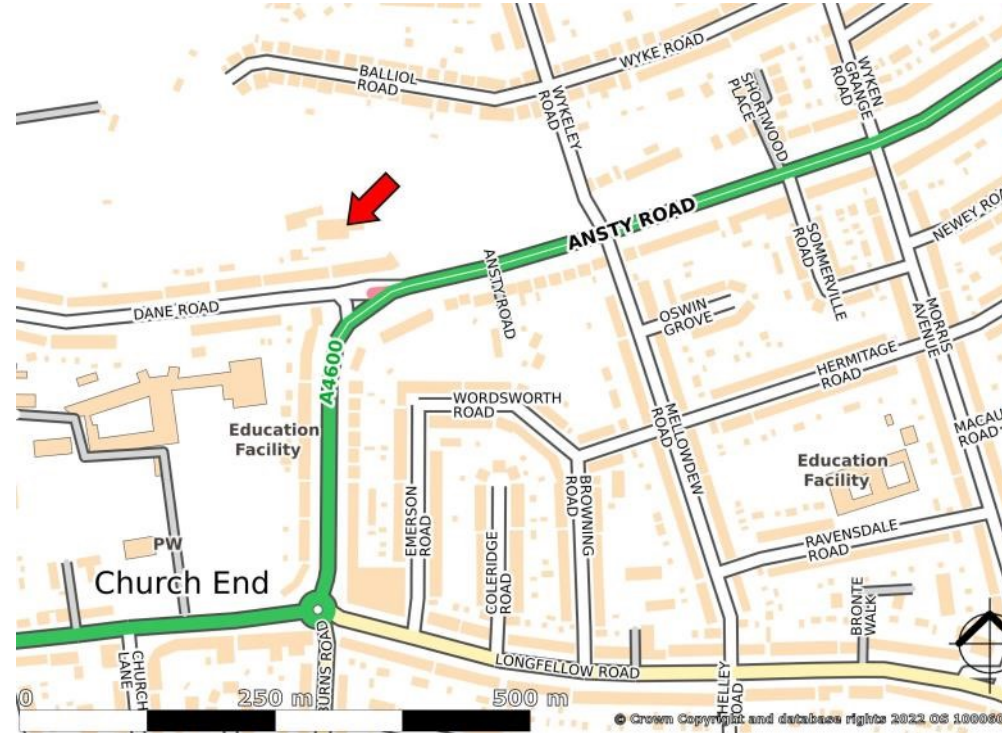 BALLIOL
ROAD
WYKE ROAD
WYKELEY
ROAD
SHORTWOOD
PLACE
WYKEN
GRANGE
ROAD
ANSTY ROAD
NEWEY
SOMMERVILLE
ROAD
ANSTY ROAD
DANE ROAD
OSWIN
GROVE
MORRIS
AVENUE
A4600
HERMITAGE
ROAD
WORDSWORTH
ROAD
MELLOWDEW
ROAD
ROAD
Education
Facility
Education
Facility
EMERSON
ROAD
COLERIDGE
ROAD
BROWNING
ROAD
RAVENSDALE
ROAD
PW
Church End
BRONTE
WALK
CHURCH
LANE
BURNS ROAD
LONGFELLOW ROAD
ROAD
0 250 m 500 m
© Crown Copyright and database rights 2022 OS